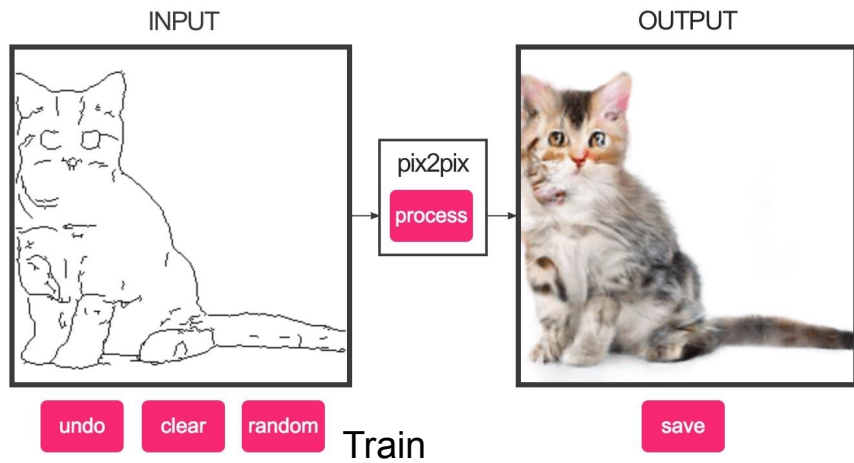 INPUT
OUTPUT
pix2pix
process
undo
clear
random
Train
save